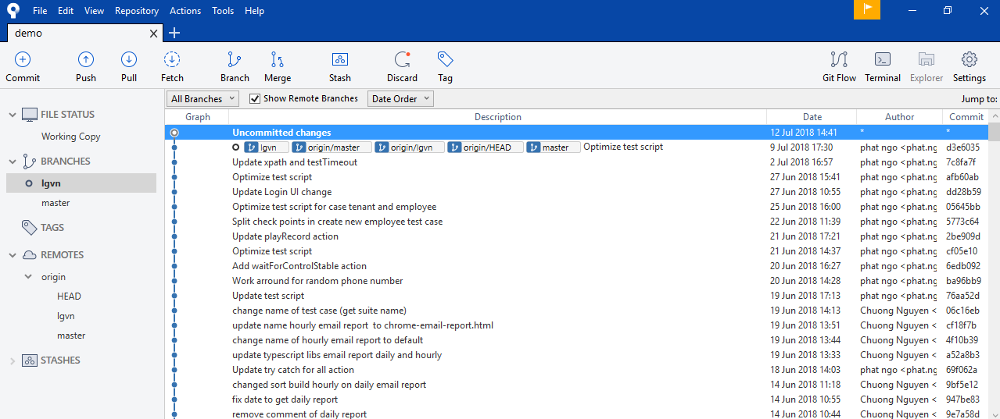 File Edit View Repository Actions Tools Help
demo
Commit Push Pull Fetch Branch Merge Stash Discard Tag Git Flow Terminal Explorer Settings
All Branches Show Remote Branches Date Order Jump to:
FILE STATUS
Working Copy
BRANCHES
lgvn
master
TAGS
REMOTES
origin
HEAD
lgvn
master
STASHES
Graph Description Date Author Commit
Uncommitted changes 12 Jul 2018 14:41 * *
lgvn origin/master origin/lgvn origin/HEAD master Optimize test script 9 Jul 2018 17:30 phat ngo <phat.ng d3e6035
Update xpath and testTimeout 2 Jul 2018 16:57 phat ngo <phat.ng 7c8fa7f
Optimize test script 27 Jun 2018 15:41 phat ngo <phat.ng afb60ab
Update Login UI change 27 Jun 2018 10:55 phat ngo <phat.ng dd28b59
Optimize test script for case tenant and employee 25 Jun 2018 16:00 phat ngo <phat.ng 05645bb
Split check points in create new employee test case 22 Jun 2018 11:39 phat ngo <phat.ng 5773c64
Update playRecord action 21 Jun 2018 17:21 phat ngo <phat.ng 2be909d
Optimize test script 21 Jun 2018 14:37 phat ngo <phat.ng cf05e10
Add waitForControlStable action 20 Jun 2018 16:27 phat ngo <phat.ng 6edb092
Work arround for random phone number 20 Jun 2018 14:28 phat ngo <phat.ng ba96bb9
Update test script 19 Jun 2018 17:13 phat ngo <phat.ng 76aa52d
change name of test case (get suite name) 19 Jun 2018 14:13 Chuong Nguyen < 06c16eb
update name hourly email report to chrome-email-report.html 19 Jun 2018 13:51 Chuong Nguyen < cf18f7b
change name of hourly email report to default 19 Jun 2018 13:44 Chuong Nguyen < 4f10b39
update typescript libs email report daily and hourly 19 Jun 2018 13:33 Chuong Nguyen < a52a8b3
Update try catch for all action 18 Jun 2018 14:03 phat ngo <phat.ng 69f062a
changed sort build hourly on daily email report 14 Jun 2018 11:18 Chuong Nguyen < 9bf5e12
fix date to get daily report 14 Jun 2018 10:55 Chuong Nguyen < 947be83
remove comment of daily report 14 Jun 2018 10:44 Chuong Nguyen < 9e7a58d